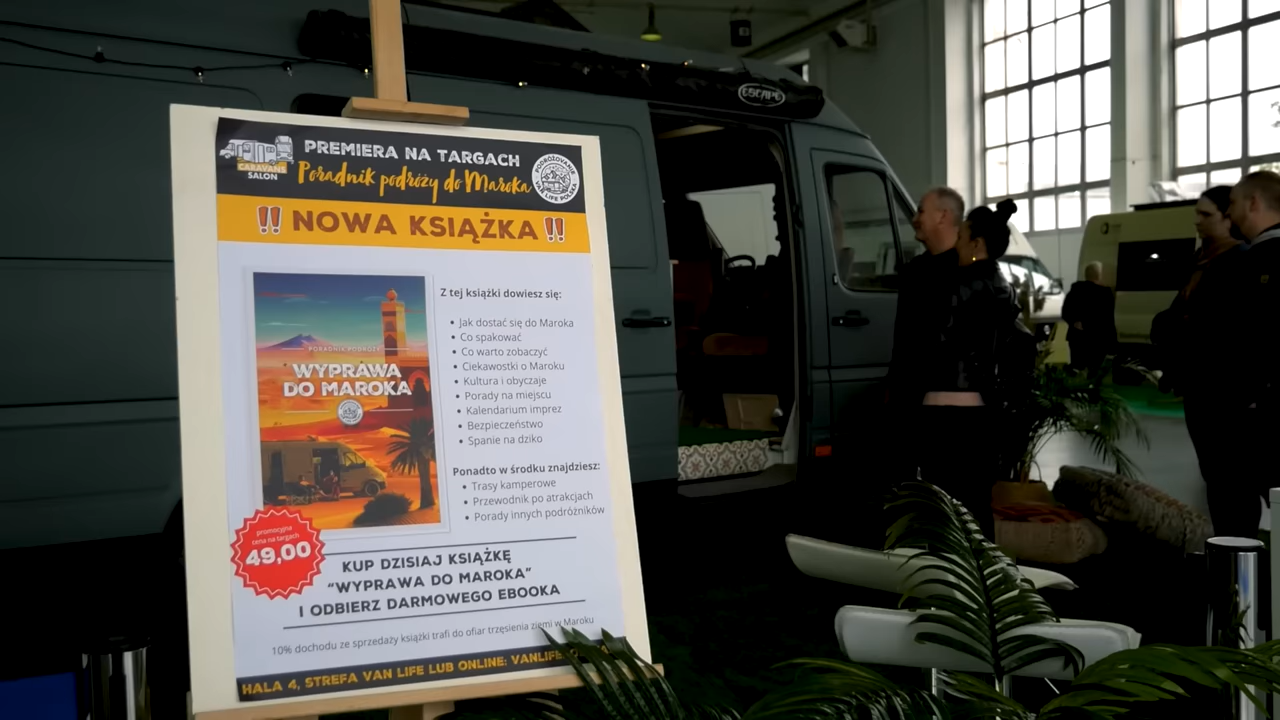 ESCAPE
PREMIERA NA TARGACH
Poradnik podróży do Maroka
CARAVANS
SALON
PODRÓŻOWANIE
VAN LIFE POLSKA
!! NOWA KSIĄŻKA !!
PORADNIK PODRÓŻY
WYPRAWA
DO MAROKA
Z tej książki dowiesz się:
• Jak dostać się do Maroka
• Co spakować
• Co warto zobaczyć
• Ciekawostki o Maroku
• Kultura i obyczaje
• Porady na miejscu
• Kalendarium imprez
• Bezpieczeństwo
• Spanie na dziko
Ponadto w środku znajdziesz:
• Trasy kamperowe
• Przewodnik po atrakcjach
• Porady innych podróżników
promocyjna
cena na targach
49,00
KUP DZISIAJ KSIĄŻKĘ
"WYPRAWA DO MAROKA"
I ODBIERZ DARMOWEGO EBOOKA
10% dochodu ze sprzedaży książki trafi do ofiar trzęsienia ziemi w Maroku
HALA 4, STREFA VAN LIFE LUB ONLINE: